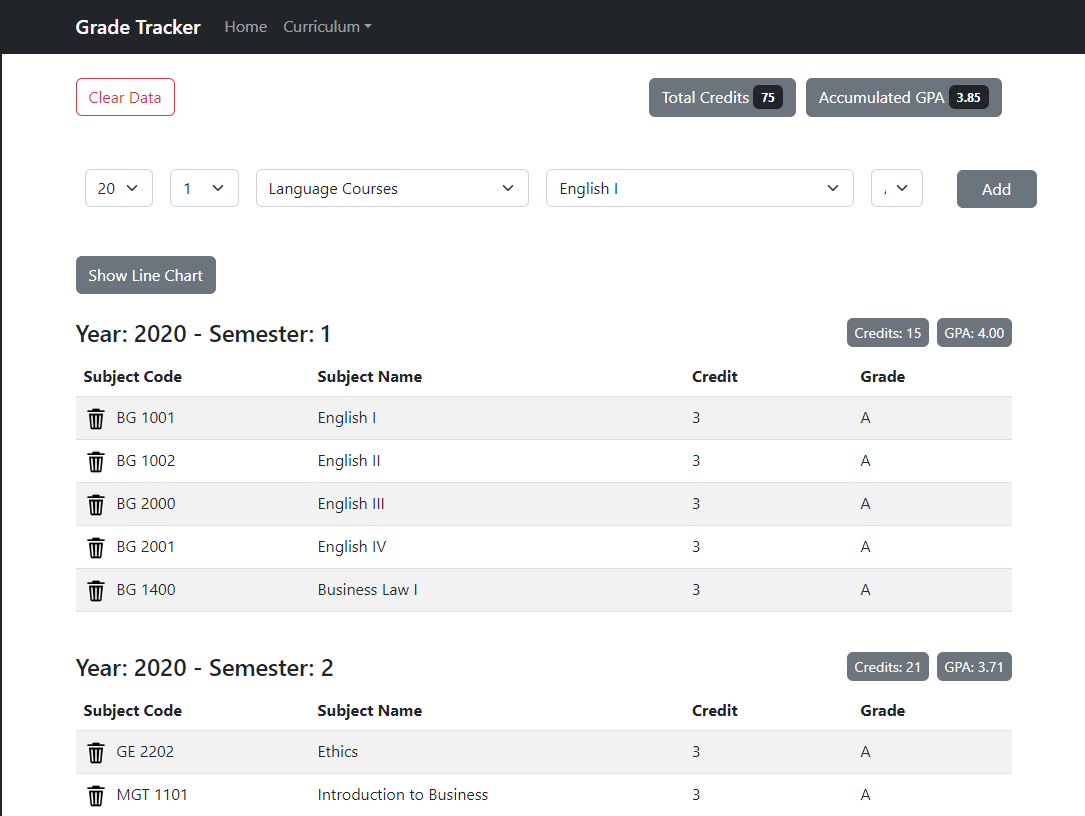 Grade Tracker Home Curriculum
Clear Data Total Credits 75 Accumulated GPA 3.85
20 1 Language Courses English I Add
Show Line Chart
Year: 2020 - Semester: 1 Credits: 15 GPA: 4.00
Subject Code Subject Name Credit Grade
BG 1001 English I 3 A
BG 1002 English II 3 A
BG 2000 English III 3 A
BG 2001 English IV 3 A
BG 1400 Business Law I 3 A
Year: 2020 - Semester: 2 Credits: 21 GPA: 3.71
Subject Code Subject Name Credit Grade
GE 2202 Ethics 3 A
MGT 1101 Introduction to Business 3 A